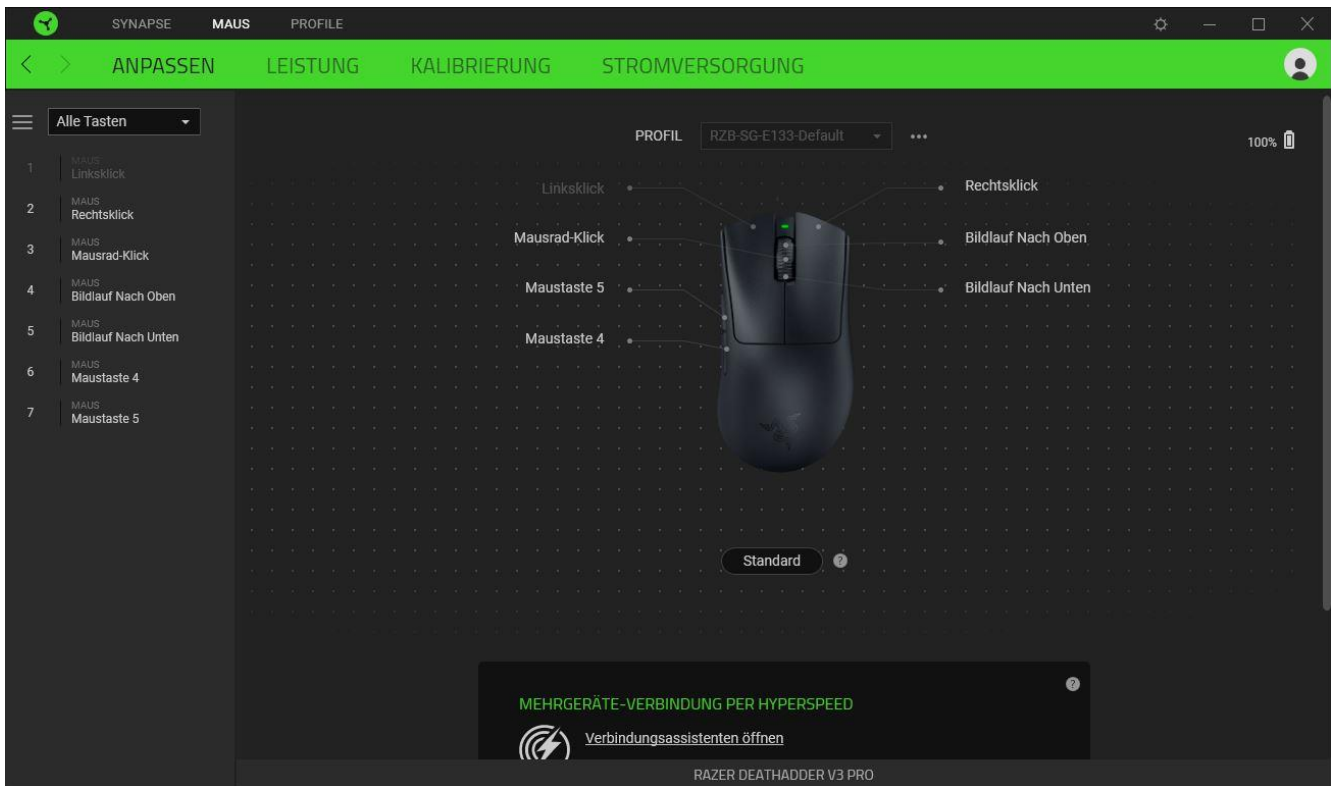 SYNAPSE MAUS PROFILE
ANPASSEN LEISTUNG KALIBRIERUNG STROMVERSORGUNG
Alle Tasten
PROFIL RZB-SG-E133-Default
100%
1 MAUS
Linksklick
2 MAUS
Rechtsklick
3 MAUS
Mausrad-Klick
4 MAUS
Bildlauf Nach Oben
5 MAUS
Bildlauf Nach Unten
6 MAUS
Maustaste 4
7 MAUS
Maustaste 5
Linksklick Rechtsklick
Mausrad-Klick Bildlauf Nach Oben
Maustaste 5 Bildlauf Nach Unten
Maustaste 4
Standard ?
?
MEHRGERÄTE-VERBINDUNG PER HYPERSPEED
Verbindungsassistenten öffnen
RAZER DEATHADDER V3 PRO